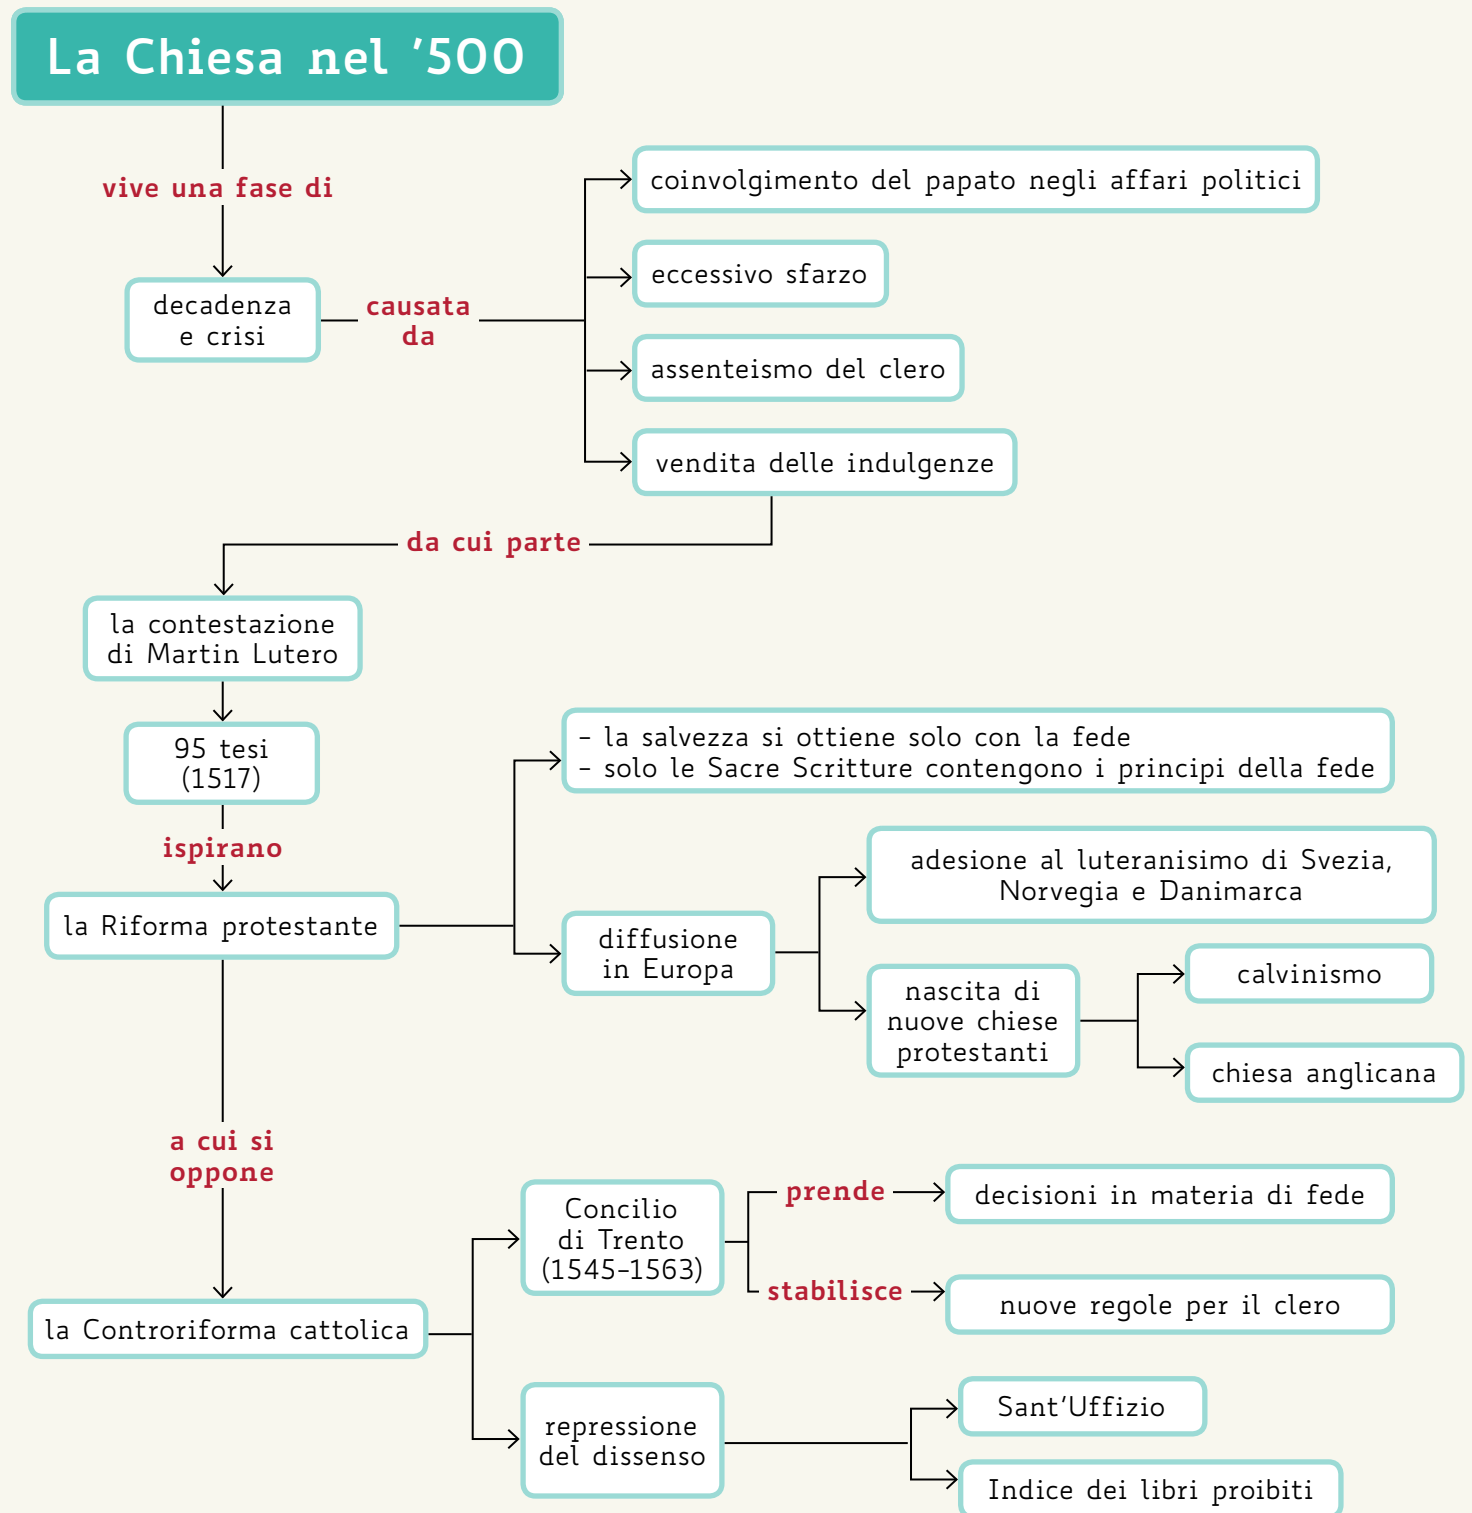 La Chiesa nel ’500
vive una fase di
decadenza
e crisi
causata
da
coinvolgimento del papato negli affari politici
eccessivo sfarzo
assenteismo del clero
vendita delle indulgenze
da cui parte
la contestazione
di Martin Lutero
95 tesi
(1517)
ispirano
la Riforma protestante
– la salvezza si ottiene solo con la fede
– solo le Sacre Scritture contengono i principi della fede
diffusione
in Europa
adesione al luteranisimo di Svezia,
Norvegia e Danimarca
nascita di
nuove chiese
protestanti
calvinismo
chiesa anglicana
a cui si
oppone
la Controriforma cattolica
Concilio
di Trento
(1545–1563)
prende
decisioni in materia di fede
stabilisce
nuove regole per il clero
repressione
del dissenso
Sant’Uffizio
Indice dei libri proibiti